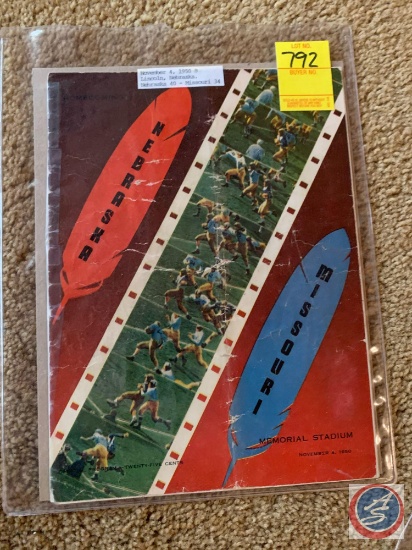 LOT NO.
792
BUYER NO.
November 4, 1950 @
Lincoln, Nebraska.
Nebraska 40 - Missouri 34
NEBRASKA
MISSOURI
TWENTY-FIVE CENTS
MEMORIAL STADIUM
NOVEMBER 4, 1950
AS